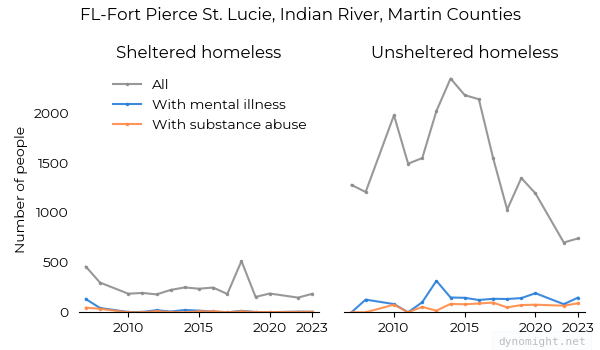 FL-Fort Pierce St. Lucie, Indian River, Martin Counties
Sheltered homeless
Unsheltered homeless
All
With mental illness
With substance abuse
Number of people
2000
1500
1000
500
0
2010 2015 2020 2023
2010 2015 2020 2023
dynomight.net